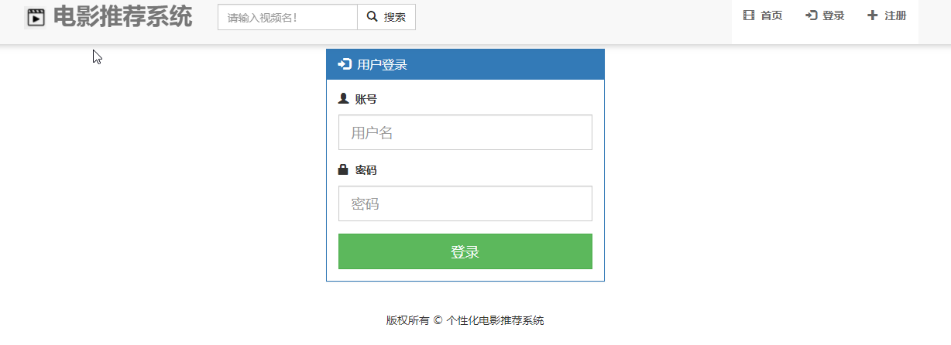 电影推荐系统 请输入视频名！ 搜索 首页 登录 注册
用户登录
账号
用户名
密码
密码
登录
版权所有 © 个性化电影推荐系统